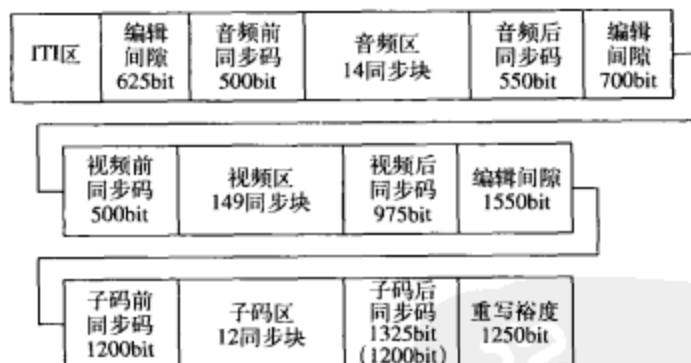 ITI区
编辑
间隙
625bit
音频前
同步码
500bit
音频区
14同步块
音频后
同步码
550bit
编辑
间隙
700bit
视频前
同步码
500bit
视频区
149同步块
视频后
同步码
975bit
编辑间隙
1550bit
子码前
同步码
1200bit
子码区
12同步块
子码后
同步码
1325bit
(1200bit)
重写裕度
1250bit